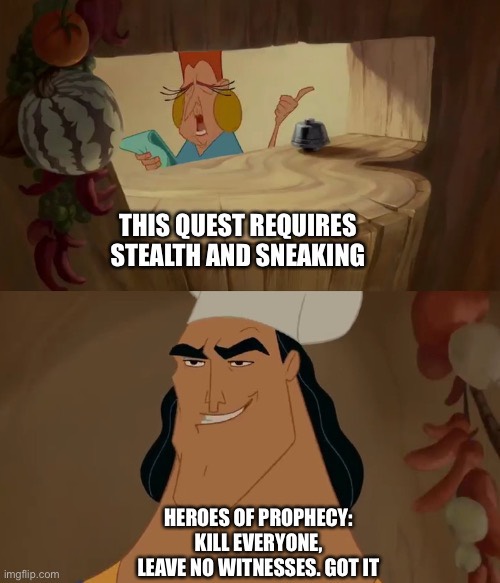 THIS QUEST REQUIRES
STEALTH AND SNEAKING
HEROES OF PROPHECY:
KILL EVERYONE,
LEAVE NO WITNESSES. GOT IT
imgflip.com